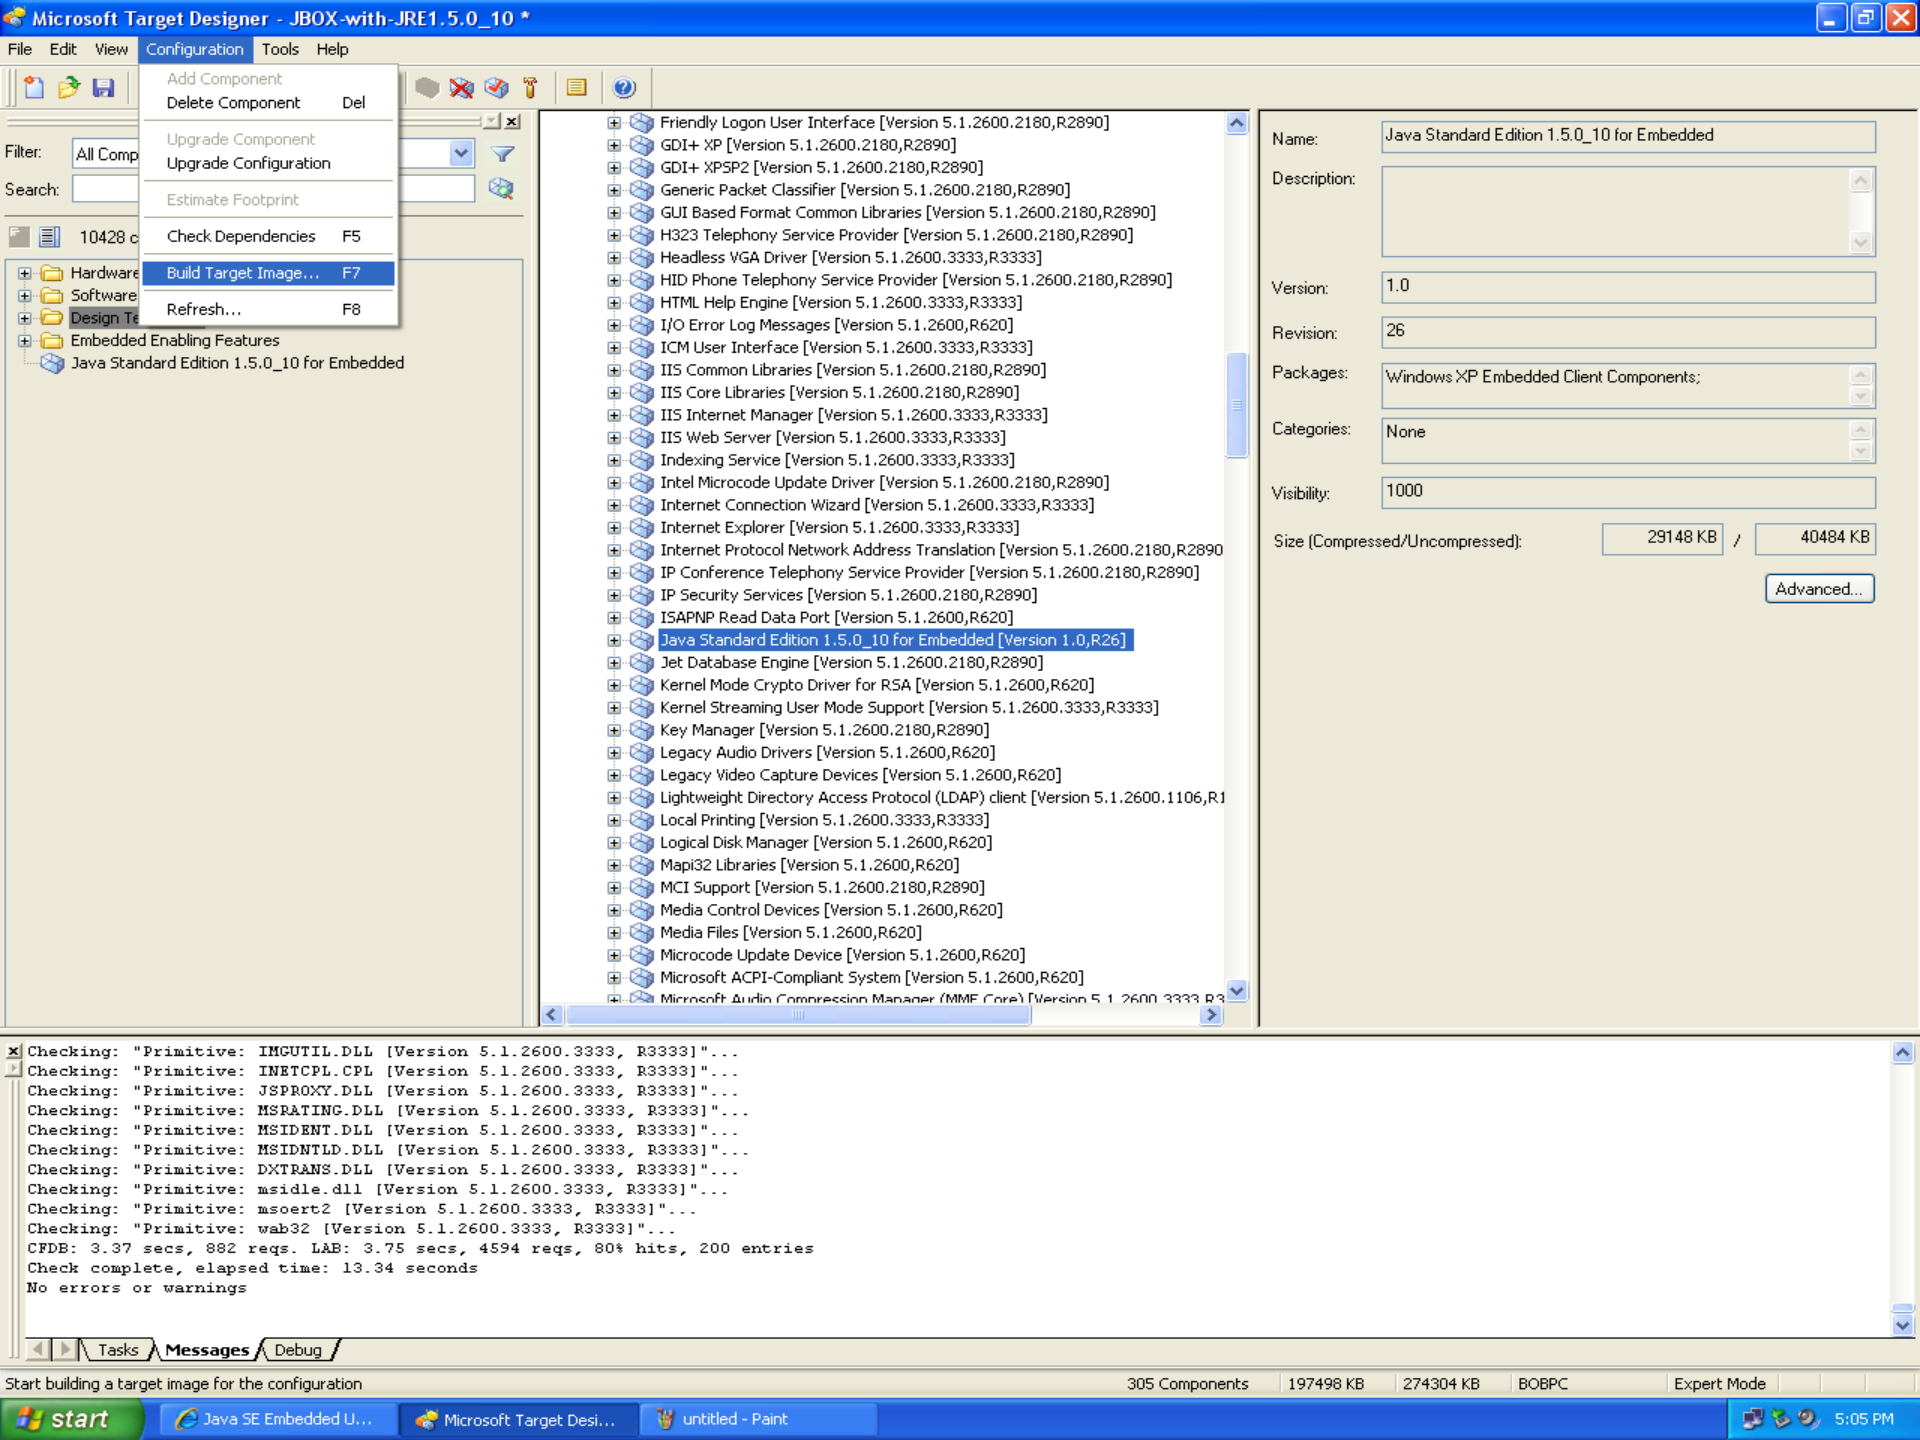 Microsoft Target Designer - JBOX-with-JRE1.5.0_10 *
File Edit View Configuration Tools Help
Add Component
Delete Component Del
Upgrade Component
Upgrade Configuration
Estimate Footprint
Check Dependencies F5
Build Target Image... F7
Refresh... F8
Filter: All Comp
Search:
10428 c
Hardware
Software
Design Te
Embedded Enabling Features
Java Standard Edition 1.5.0_10 for Embedded
Friendly Logon User Interface [Version 5.1.2600.2180,R2890]
GDI+ XP [Version 5.1.2600.2180,R2890]
GDI+ XPSP2 [Version 5.1.2600.2180,R2890]
Generic Packet Classifier [Version 5.1.2600.2180,R2890]
GUI Based Format Common Libraries [Version 5.1.2600.2180,R2890]
H323 Telephony Service Provider [Version 5.1.2600.2180,R2890]
Headless VGA Driver [Version 5.1.2600.3333,R3333]
HID Phone Telephony Service Provider [Version 5.1.2600.2180,R2890]
HTML Help Engine [Version 5.1.2600.3333,R3333]
I/O Error Log Messages [Version 5.1.2600,R620]
ICM User Interface [Version 5.1.2600.3333,R3333]
IIS Common Libraries [Version 5.1.2600.2180,R2890]
IIS Core Libraries [Version 5.1.2600.2180,R2890]
IIS Internet Manager [Version 5.1.2600.3333,R3333]
IIS Web Server [Version 5.1.2600.3333,R3333]
Indexing Service [Version 5.1.2600.3333,R3333]
Intel Microcode Update Driver [Version 5.1.2600.2180,R2890]
Internet Connection Wizard [Version 5.1.2600.3333,R3333]
Internet Explorer [Version 5.1.2600.3333,R3333]
Internet Protocol Network Address Translation [Version 5.1.2600.2180,R2890
IP Conference Telephony Service Provider [Version 5.1.2600.2180,R2890]
IP Security Services [Version 5.1.2600.2180,R2890]
ISAPNP Read Data Port [Version 5.1.2600,R620]
Java Standard Edition 1.5.0_10 for Embedded [Version 1.0,R26]
Jet Database Engine [Version 5.1.2600.2180,R2890]
Kernel Mode Crypto Driver for RSA [Version 5.1.2600,R620]
Kernel Streaming User Mode Support [Version 5.1.2600.3333,R3333]
Key Manager [Version 5.1.2600.2180,R2890]
Legacy Audio Drivers [Version 5.1.2600,R620]
Legacy Video Capture Devices [Version 5.1.2600,R620]
Lightweight Directory Access Protocol (LDAP) client [Version 5.1.2600.1106,R1
Local Printing [Version 5.1.2600.3333,R3333]
Logical Disk Manager [Version 5.1.2600,R620]
Mapi32 Libraries [Version 5.1.2600,R620]
MCI Support [Version 5.1.2600.2180,R2890]
Media Control Devices [Version 5.1.2600,R620]
Media Files [Version 5.1.2600,R620]
Microcode Update Device [Version 5.1.2600,R620]
Microsoft ACPI-Compliant System [Version 5.1.2600,R620]
Microsoft Audio Compression Manager (MME Core) [Version 5.1.2600.3333,R3
Name: Java Standard Edition 1.5.0_10 for Embedded
Description:
Version: 1.0
Revision: 26
Packages: Windows XP Embedded Client Components;
Categories: None
Visibility: 1000
Size (Compressed/Uncompressed): 29148 KB / 40484 KB
Advanced...
Checking: "Primitive: IMGUTIL.DLL [Version 5.1.2600.3333, R3333]"...
Checking: "Primitive: INETCPL.CPL [Version 5.1.2600.3333, R3333]"...
Checking: "Primitive: JSPROXY.DLL [Version 5.1.2600.3333, R3333]"...
Checking: "Primitive: MSRATING.DLL [Version 5.1.2600.3333, R3333]"...
Checking: "Primitive: MSIDENT.DLL [Version 5.1.2600.3333, R3333]"...
Checking: "Primitive: MSIDNTLD.DLL [Version 5.1.2600.3333, R3333]"...
Checking: "Primitive: DXTRANS.DLL [Version 5.1.2600.3333, R3333]"...
Checking: "Primitive: msidle.dll [Version 5.1.2600.3333, R3333]"...
Checking: "Primitive: msoert2 [Version 5.1.2600.3333, R3333]"...
Checking: "Primitive: wab32 [Version 5.1.2600.3333, R3333]"...
CFDB: 3.37 secs, 882 reqs. LAB: 3.75 secs, 4594 reqs, 80% hits, 200 entries
Check complete, elapsed time: 13.34 seconds
No errors or warnings
Tasks Messages Debug
Start building a target image for the configuration 305 Components 197498 KB 274304 KB BOBPC Expert Mode
start Java SE Embedded U... Microsoft Target Desi... untitled - Paint 5:05 PM